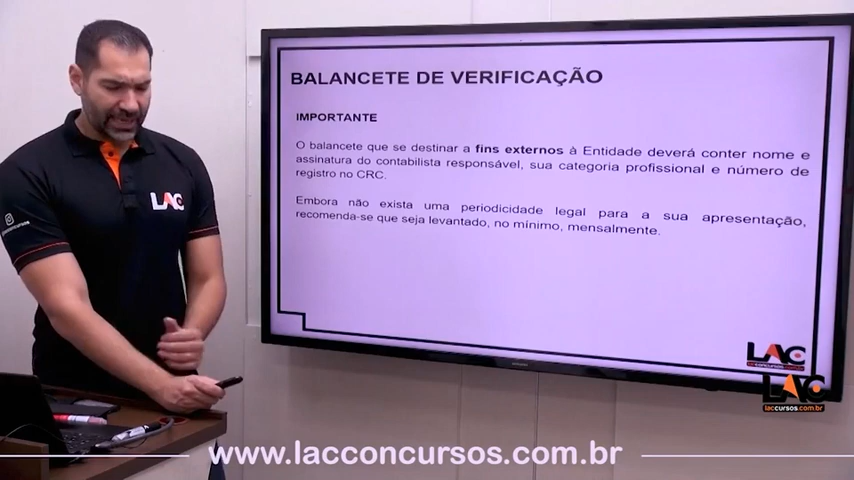 BALANCETE DE VERIFICAÇÃO
IMPORTANTE
O balancete que se destinar a fins externos à Entidade deverá conter nome e
assinatura do contabilista responsável, sua categoria profissional e número de
registro no CRC.
Embora não exista uma periodicidade legal para a sua apresentação,
recomenda-se que seja levantado, no mínimo, mensalmente.
LAC
LAC
LAC
laccursos.com.br
www.lacconcursos.com.br